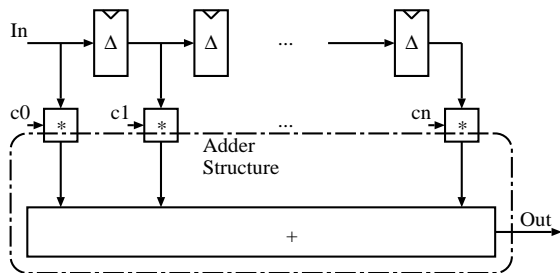 In
Δ
Δ
...
Δ
c0
*
c1
*
...
cn
*
Adder
Structure
+
Out